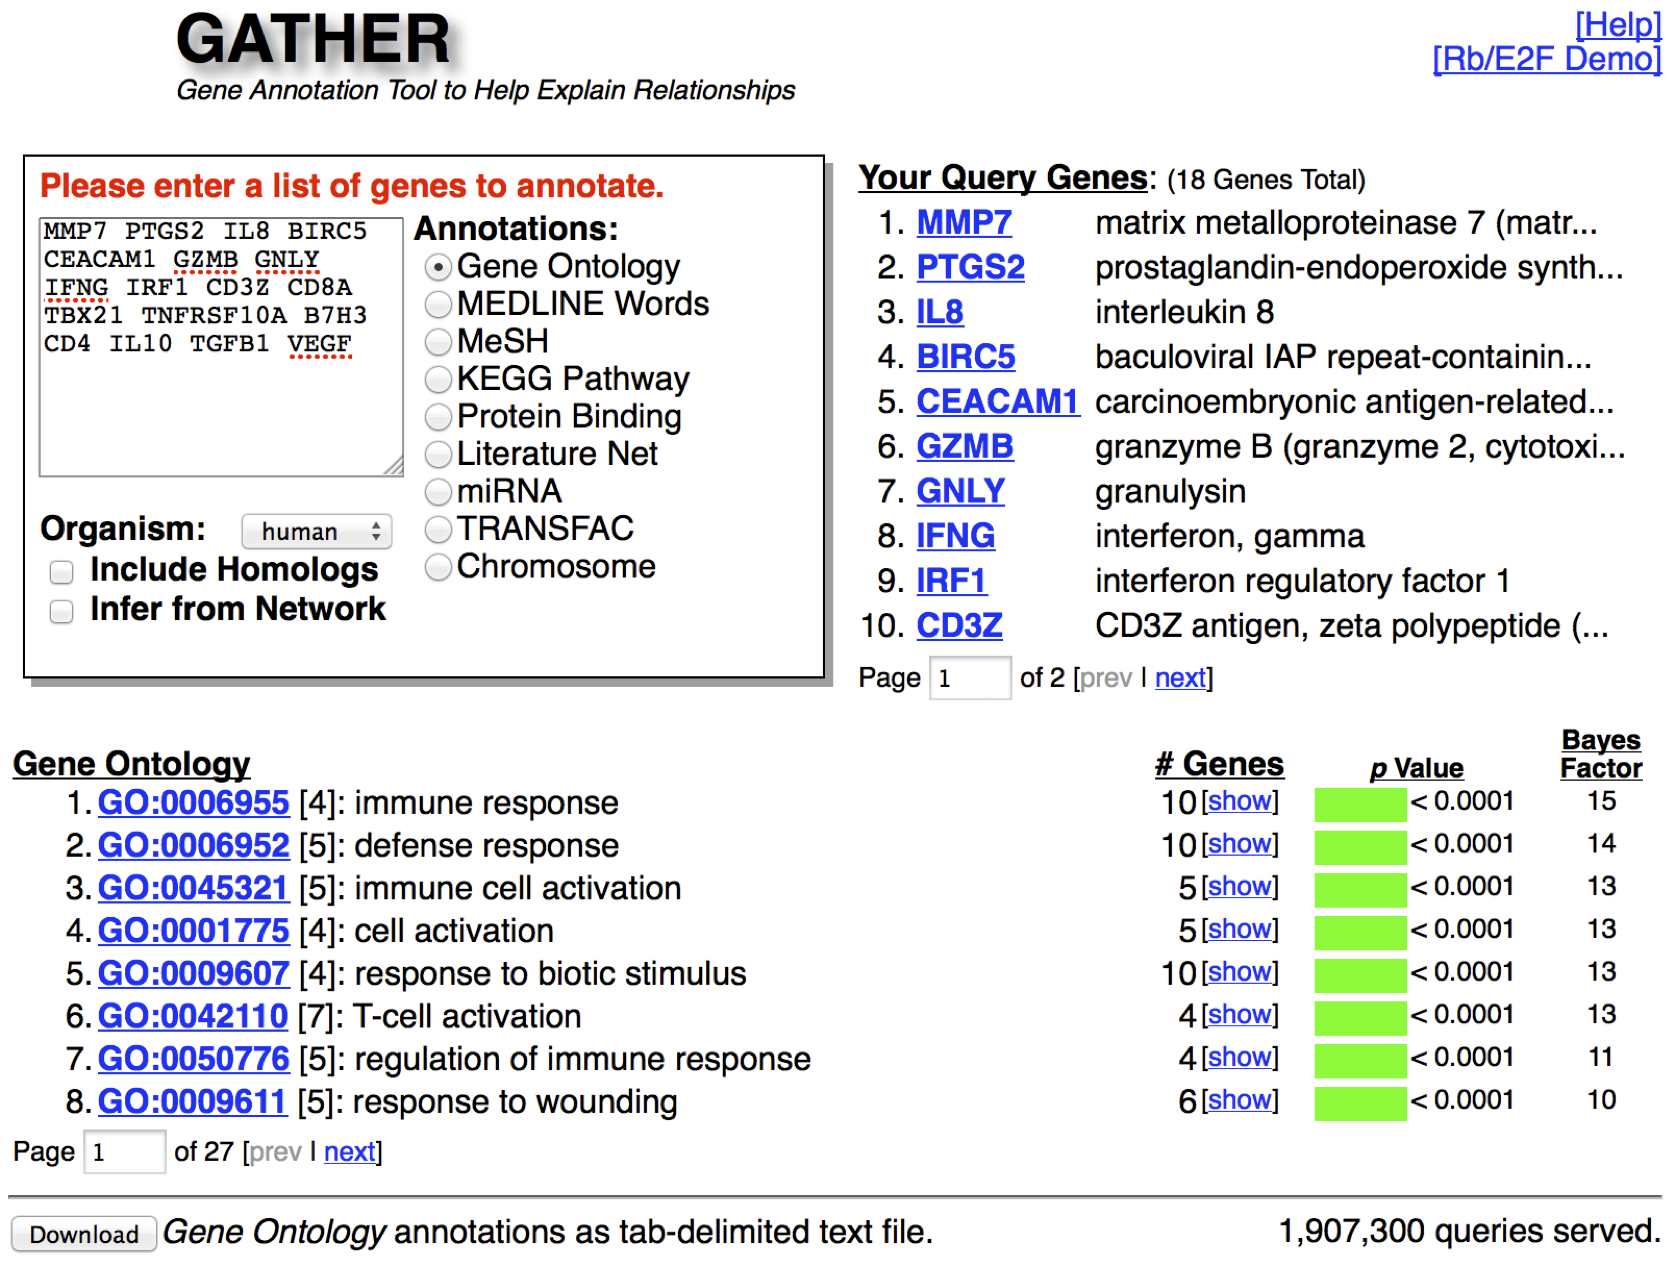 GATHER
Gene Annotation Tool to Help Explain Relationships
[Help]
[Rb/E2F Demo]
Please enter a list of genes to annotate.
MMP7 PTGS2 IL8 BIRC5
CEACAM1 GZMB GNLY
IFNG IRF1 CD3Z CD8A
TBX21 TNFRSF10A B7H3
CD4 IL10 TGFB1 VEGF
Annotations:
Gene Ontology
MEDLINE Words
MeSH
KEGG Pathway
Protein Binding
Literature Net
miRNA
TRANSFAC
Chromosome
Organism: human
Include Homologs
Infer from Network
Your Query Genes: (18 Genes Total)
1. MMP7 matrix metalloproteinase 7 (matr...
2. PTGS2 prostaglandin-endoperoxide synth...
3. IL8 interleukin 8
4. BIRC5 baculoviral IAP repeat-containin...
5. CEACAM1 carcinoembryonic antigen-related...
6. GZMB granzyme B (granzyme 2, cytotoxi...
7. GNLY granulysin
8. IFNG interferon, gamma
9. IRF1 interferon regulatory factor 1
10. CD3Z CD3Z antigen, zeta polypeptide (...
Page 1 of 2 [prev | next]
Gene Ontology # Genes p Value Bayes Factor
1. GO:0006955 [4]: immune response 10 [show] < 0.0001 15
2. GO:0006952 [5]: defense response 10 [show] < 0.0001 14
3. GO:0045321 [5]: immune cell activation 5 [show] < 0.0001 13
4. GO:0001775 [4]: cell activation 5 [show] < 0.0001 13
5. GO:0009607 [4]: response to biotic stimulus 10 [show] < 0.0001 13
6. GO:0042110 [7]: T-cell activation 4 [show] < 0.0001 13
7. GO:0050776 [5]: regulation of immune response 4 [show] < 0.0001 11
8. GO:0009611 [5]: response to wounding 6 [show] < 0.0001 10
Page 1 of 27 [prev | next]
Download Gene Ontology annotations as tab-delimited text file.
1,907,300 queries served.